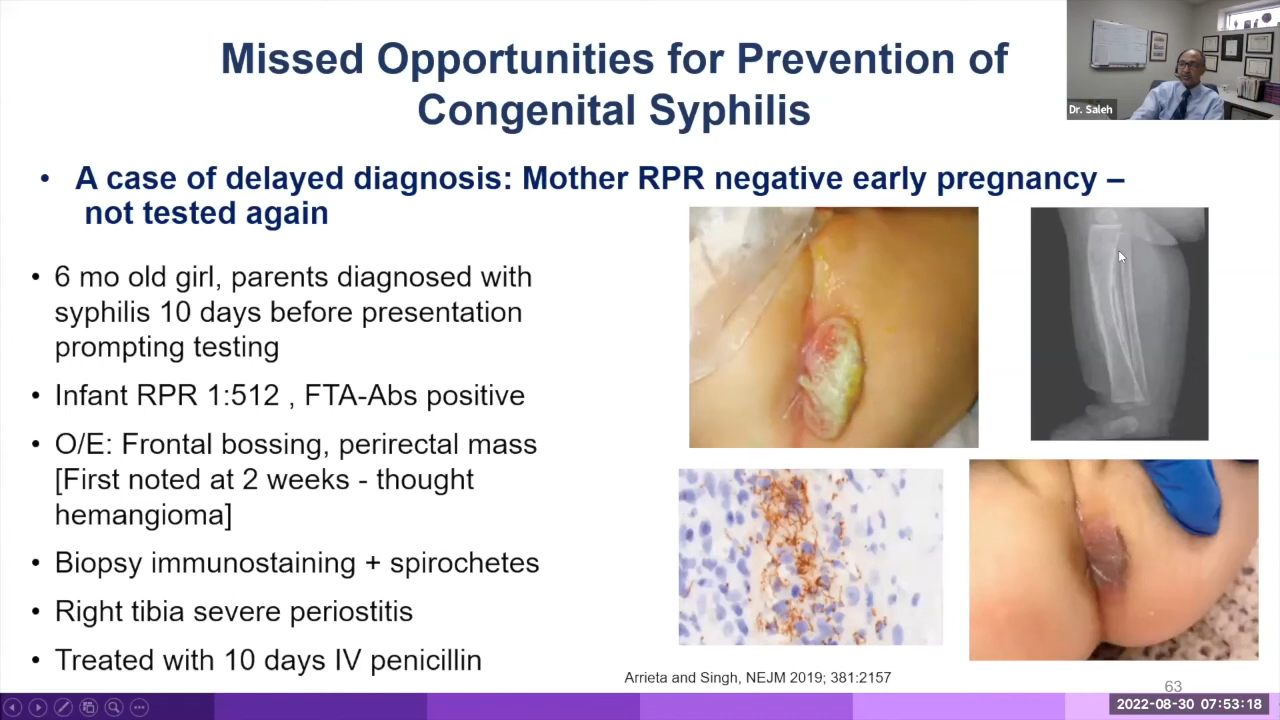 Missed Opportunities for Prevention of
Congenital Syphilis
Dr. Saleh
• A case of delayed diagnosis: Mother RPR negative early pregnancy –
not tested again
• 6 mo old girl, parents diagnosed with
syphilis 10 days before presentation
prompting testing
• Infant RPR 1:512 , FTA-Abs positive
• O/E: Frontal bossing, perirectal mass
[First noted at 2 weeks - thought
hemangioma]
• Biopsy immunostaining + spirochetes
• Right tibia severe periostitis
• Treated with 10 days IV penicillin
Arrieta and Singh, NEJM 2019; 381:2157
63
2022-08-30 07:53:18